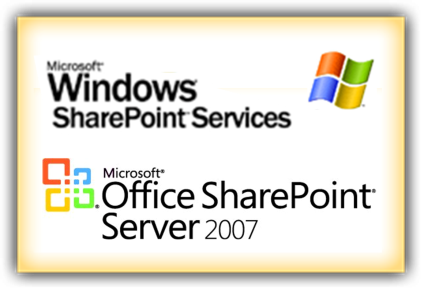 Microsoft®
Windows
SharePoint Services
Microsoft®
Office SharePoint®
Server 2007